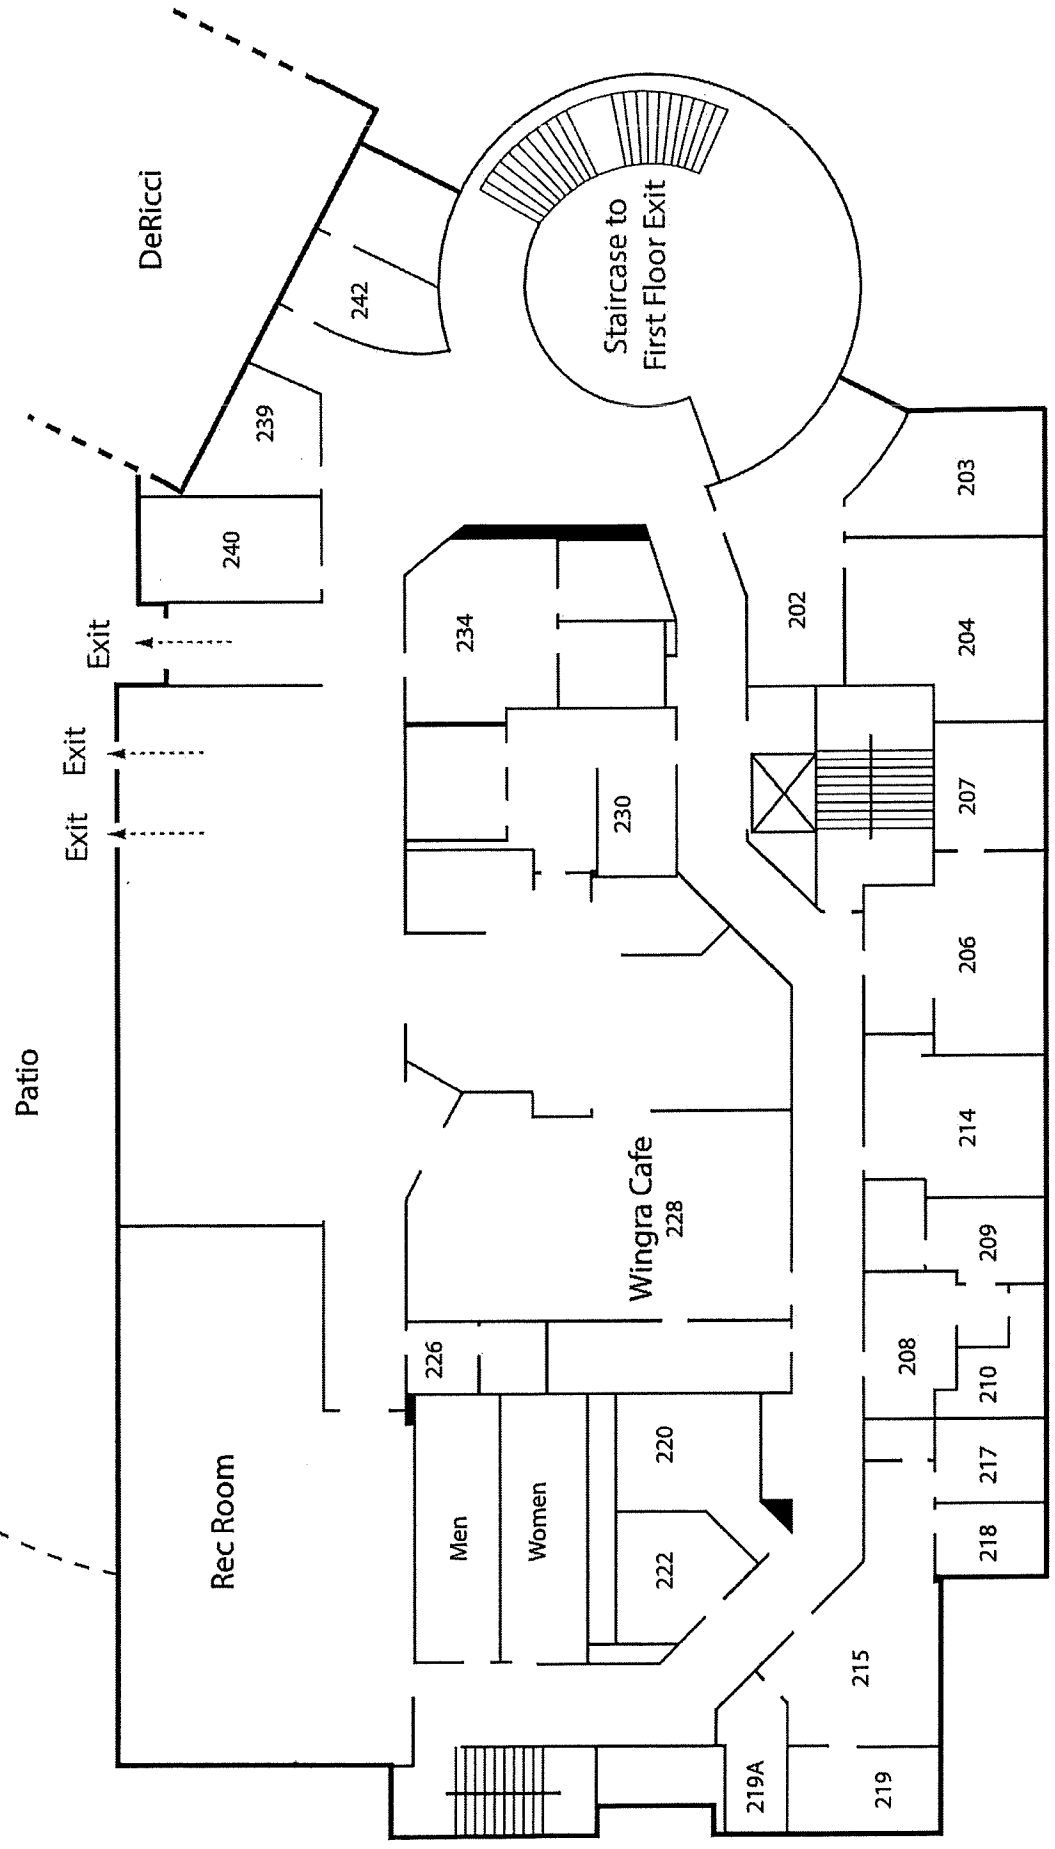 Patio
DeRicci
Exit
Exit
Exit
239
240
242
Staircase to
First Floor Exit
234
230
202
203
204
207
206
214
209
208
210
217
218
Wingra Cafe
228
226
220
222
Men
Women
Rec Room
215
219A
219